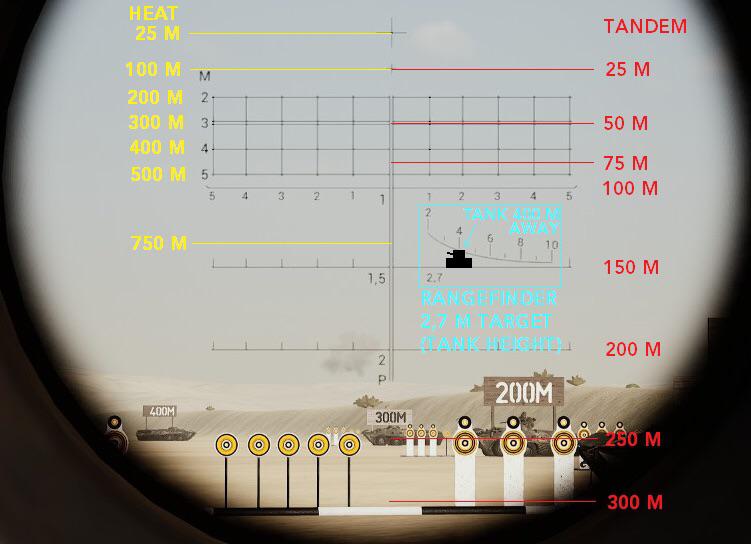 HEAT
TANDEM
25 M
100 M
25 M
M
200 M
2
300 M
3
50 M
400 M
4
75 M
500 M
5
100 M
5 4 3 2 1 1 1 2 3 4 5
TANK 400 M
AWAY
2 4 6 8 10
750 M
150 M
1,5
2,7
RANGEFINDER
2,7 M TARGET
(TANK HEIGHT)
200 M
2
P
200M
400M
300M
250 M
300 M